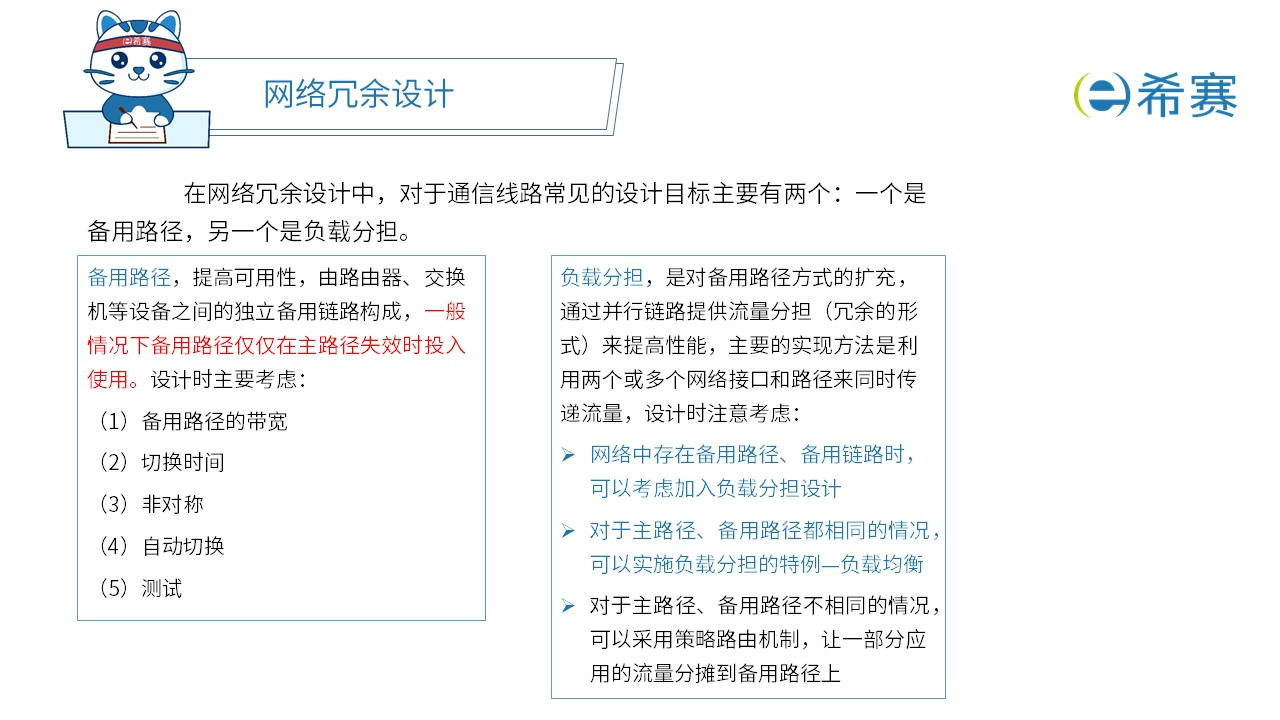 希赛
网络冗余设计
希赛
在网络冗余设计中，对于通信线路常见的设计目标主要有两个：一个是
备用路径，另一个是负载分担。
备用路径，提高可用性，由路由器、交换
机等设备之间的独立备用链路构成，一般
情况下备用路径仅仅在主路径失效时投入
使用。设计时主要考虑：
（1）备用路径的带宽
（2）切换时间
（3）非对称
（4）自动切换
（5）测试
负载分担，是对备用路径方式的扩充，
通过并行链路提供流量分担（冗余的形
式）来提高性能，主要的实现方法是利
用两个或多个网络接口和路径来同时传
递流量，设计时注意考虑：
➢ 网络中存在备用路径、备用链路时，
可以考虑加入负载分担设计
➢ 对于主路径、备用路径都相同的情况，
可以实施负载分担的特例—负载均衡
➢ 对于主路径、备用路径不相同的情况，
可以采用策略路由机制，让一部分应
用的流量分摊到备用路径上